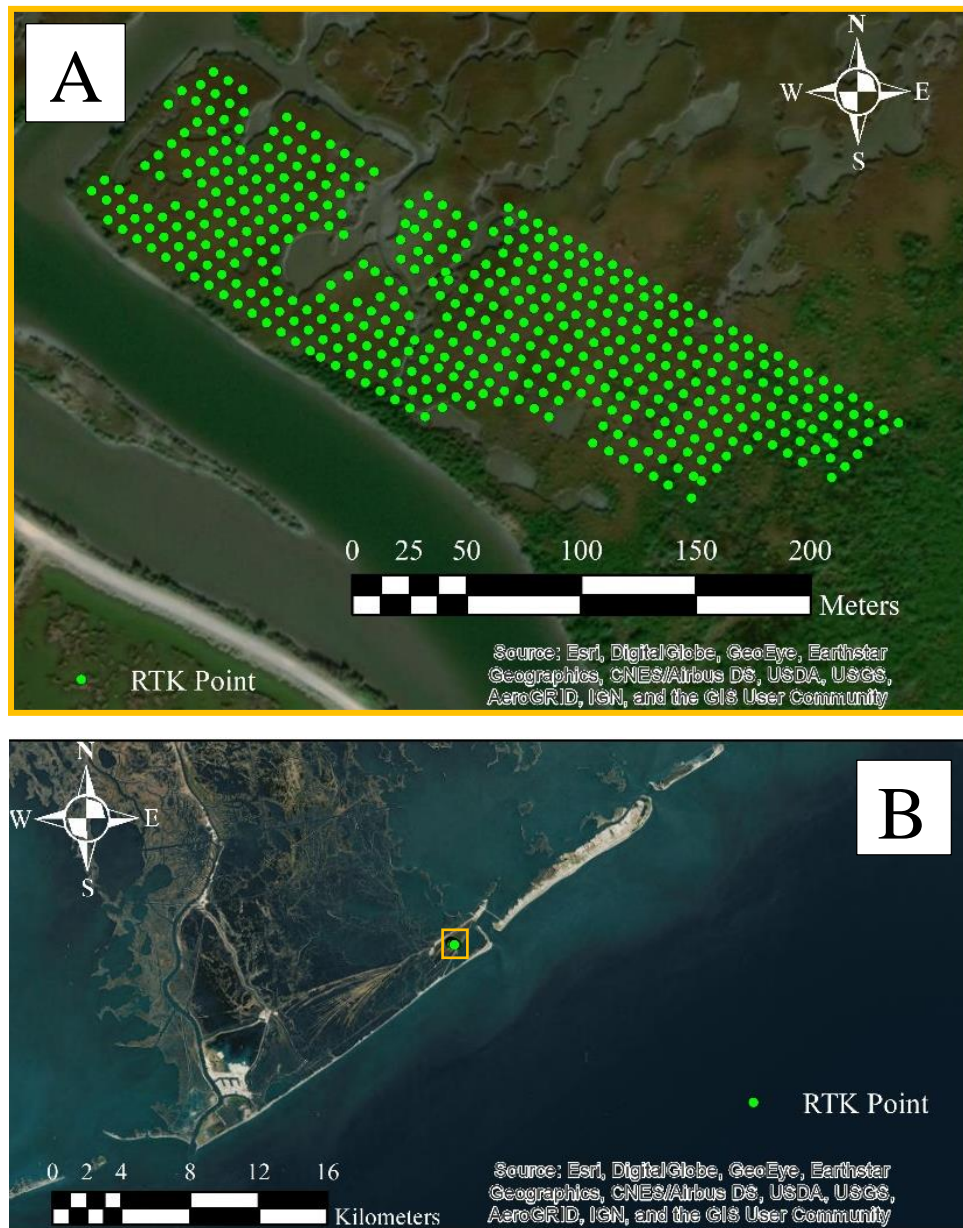 A
N
W E
S
0 25 50 100 150 200
Meters
Source: Esri, DigitalGlobe, GeoEye, Earthstar
Geographics, CNES/Airbus DS, USDA, USGS,
AeroGRID, IGN, and the GIS User Community
RTK Point
N
W E
S
B
RTK Point
0 2 4 8 12 16
Kilometers
Source: Esri, DigitalGlobe, GeoEye, Earthstar
Geographics, CNES/Airbus DS, USDA, USGS,
AeroGRID, IGN, and the GIS User Community